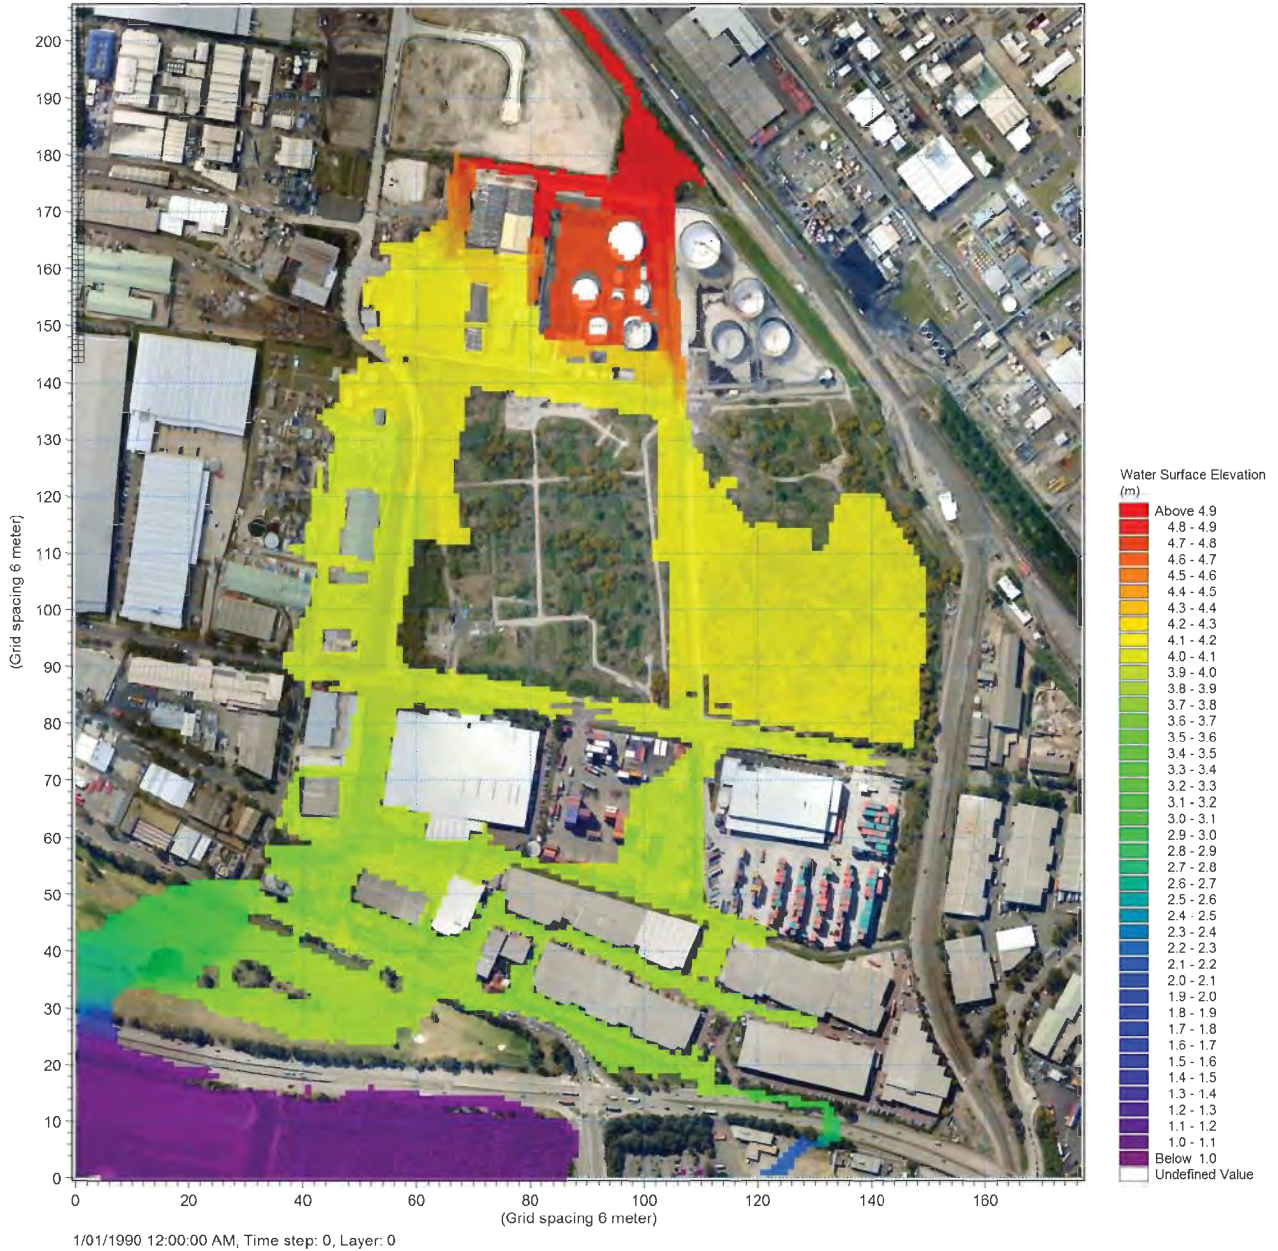 200
190
180
170
160
150
140
130
120
110
100
90
80
70
60
50
40
30
20
10
0
(Grid spacing 6 meter)
0 20 40 60 80 100 120 140 160
(Grid spacing 6 meter)
1/01/1990 12:00:00 AM, Time step: 0, Layer: 0
Water Surface Elevation
(m)
Above 4.9
4.8 - 4.9
4.7 - 4.8
4.6 - 4.7
4.5 - 4.6
4.4 - 4.5
4.3 - 4.4
4.2 - 4.3
4.1 - 4.2
4.0 - 4.1
3.9 - 4.0
3.8 - 3.9
3.7 - 3.8
3.6 - 3.7
3.5 - 3.6
3.4 - 3.5
3.3 - 3.4
3.2 - 3.3
3.1 - 3.2
3.0 - 3.1
2.9 - 3.0
2.8 - 2.9
2.7 - 2.8
2.6 - 2.7
2.5 - 2.6
2.4 - 2.5
2.3 - 2.4
2.2 - 2.3
2.1 - 2.2
2.0 - 2.1
1.9 - 2.0
1.8 - 1.9
1.7 - 1.8
1.6 - 1.7
1.5 - 1.6
1.4 - 1.5
1.3 - 1.4
1.2 - 1.3
1.1 - 1.2
1.0 - 1.1
Below 1.0
Undefined Value